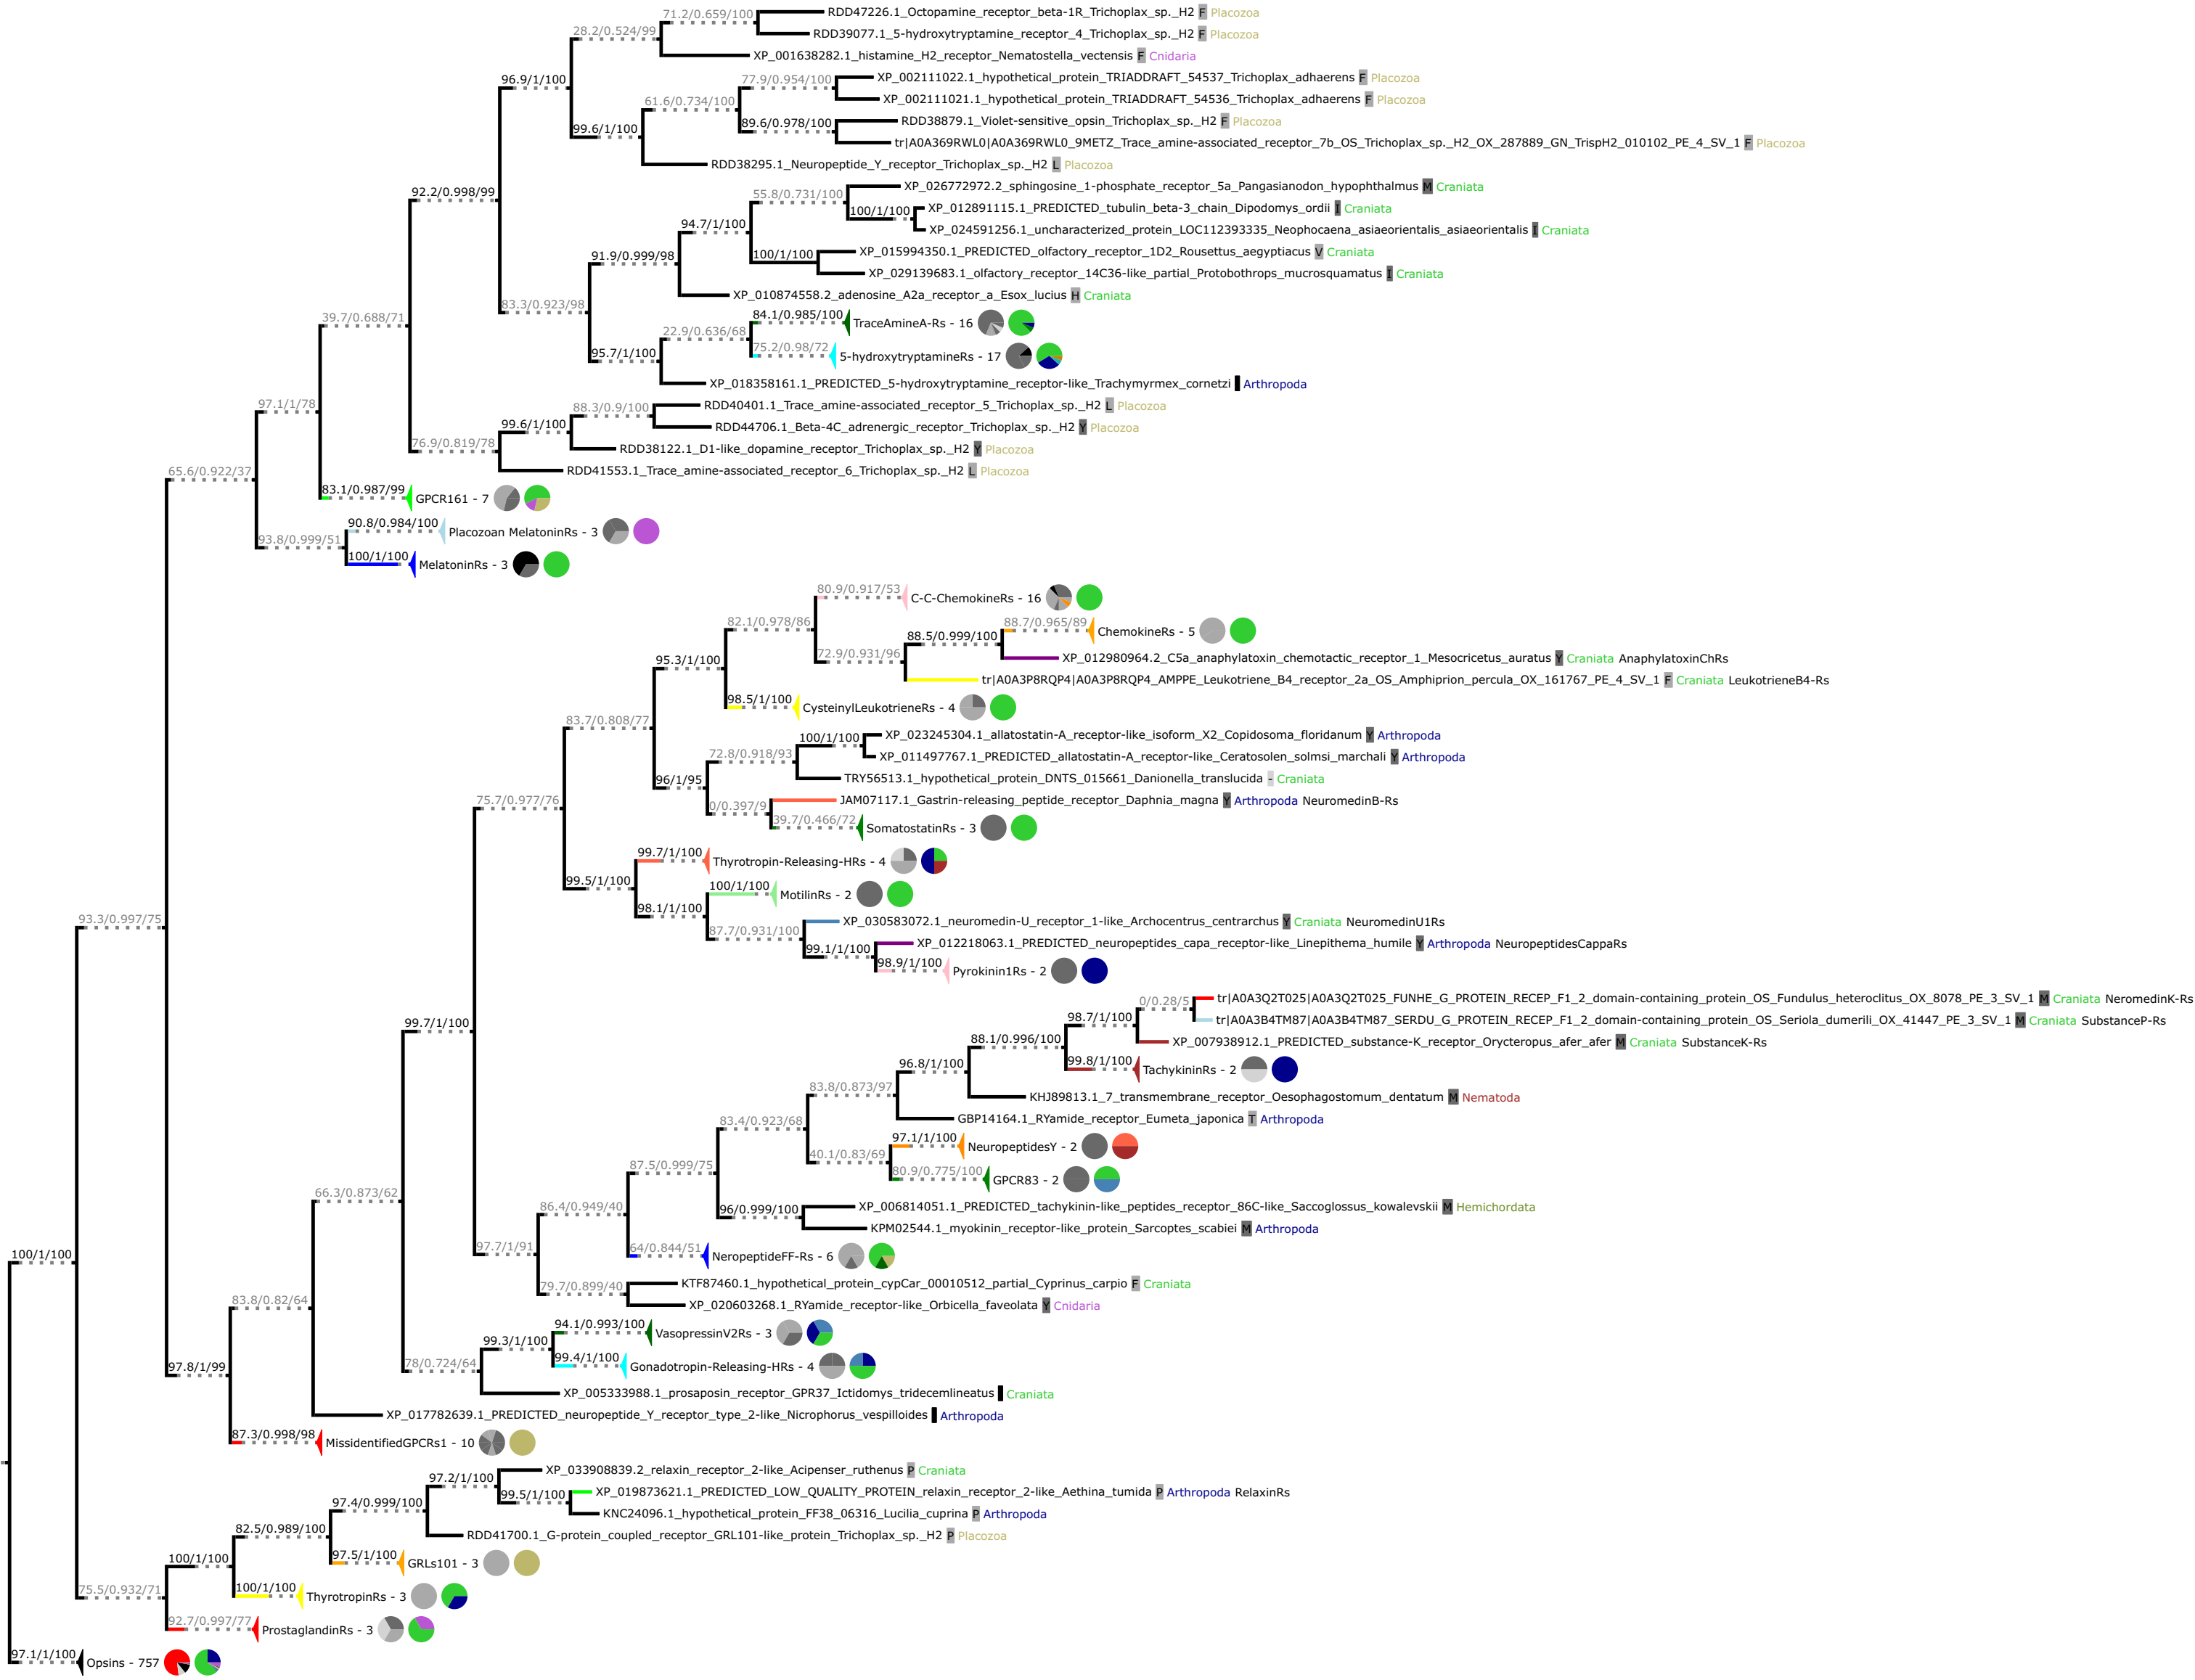 71.2/0.659/100
RDD47226.1_Octopamine_receptor_beta-1R_Trichoplax_sp._H2 F Placozoa
28.2/0.524/99
RDD39077.1_5-hydroxytryptamine_receptor_4_Trichoplax_sp._H2 F Placozoa
XP_001638282.1_histamine_H2_receptor_Nematostella_vectensis F Cnidaria
96.9/1/100
77.9/0.954/100
XP_002111022.1_hypothetical_protein_TRIADDRAFT_54537_Trichoplax_adhaerens F Placozoa
61.6/0.734/100
XP_002111021.1_hypothetical_protein_TRIADDRAFT_54536_Trichoplax_adhaerens F Placozoa
89.6/0.978/100
RDD38879.1_Violet-sensitive_opsin_Trichoplax_sp._H2 F Placozoa
99.6/1/100
tr|A0A369RWL0|A0A369RWL0_9METZ_Trace_amine-associated_receptor_7b_OS_Trichoplax_sp._H2_OX_287889_GN_TrispH2_010102_PE_4_SV_1 F Placozoa
RDD38295.1_Neuropeptide_Y_receptor_Trichoplax_sp._H2 L Placozoa
92.2/0.998/99
55.8/0.731/100
XP_026772972.2_sphingosine_1-phosphate_receptor_5a_Pangasianodon_hypophthalmus M Craniata
100/1/100
XP_012891115.1_PREDICTED_tubulin_beta-3_chain_Dipodomys_ordii I Craniata
94.7/1/100
XP_024591256.1_uncharacterized_protein_LOC112393335_Neophocaena_asiaeorientalis_asiaeorientalis I Craniata
100/1/100
XP_015994350.1_PREDICTED_olfactory_receptor_1D2_Rousettus_aegyptiacus V Craniata
91.9/0.999/98
XP_029139683.1_olfactory_receptor_14C36-like_partial_Protobothrops_mucrosquamatus I Craniata
XP_010874558.2_adenosine_A2a_receptor_a_Esox_lucius H Craniata
83.3/0.923/98
39.7/0.688/71
84.1/0.985/100
TraceAmineA-Rs - 16
22.9/0.636/68
75.2/0.98/72
5-hydroxytryptamineRs - 17
95.7/1/100
XP_018358161.1_PREDICTED_5-hydroxytryptamine_receptor-like_Trachymyrmex_cornetzi Arthropoda
97.1/1/78
88.3/0.9/100
RDD40401.1_Trace_amine-associated_receptor_5_Trichoplax_sp._H2 L Placozoa
99.6/1/100
RDD44706.1_Beta-4C_adrenergic_receptor_Trichoplax_sp._H2 Y Placozoa
76.9/0.819/78
RDD38122.1_D1-like_dopamine_receptor_Trichoplax_sp._H2 Y Placozoa
RDD41553.1_Trace_amine-associated_receptor_6_Trichoplax_sp._H2 L Placozoa
65.6/0.922/37
83.1/0.987/99
GPCR161 - 7
90.8/0.984/100
Placozoan MelatoninRs - 3
93.8/0.999/51
100/1/100
MelatoninRs - 3
80.9/0.917/53
C-C-ChemokineRs - 16
82.1/0.978/86
88.7/0.965/89
ChemokineRs - 5
88.5/0.999/100
72.9/0.931/96
XP_012980964.2_C5a_anaphylatoxin_chemotactic_receptor_1_Mesocricetus_auratus Y Craniata AnaphylatoxinChRs
95.3/1/100
tr|A0A3P8RQP4|A0A3P8RQP4_AMPPE_Leukotriene_B4_receptor_2a_OS_Amphiprion_percula_OX_161767_PE_4_SV_1 F Craniata LeukotrieneB4-Rs
98.5/1/100
CysteinylLeukotrieneRs - 4
83.7/0.808/77
100/1/100
XP_023245304.1_allatostatin-A_receptor-like_isoform_X2_Copidosoma_floridanum Y Arthropoda
72.8/0.918/93
XP_011497767.1_PREDICTED_allatostatin-A_receptor-like_Ceratosolen_solmsi_marchali Y Arthropoda
96/1/95
TRY56513.1_hypothetical_protein_DNTS_015661_Danionella_translucida - Craniata
75.7/0.977/76
0/0.397/9
JAM07117.1_Gastrin-releasing_peptide_receptor_Daphnia_magna Y Arthropoda NeuromedinB-Rs
39.7/0.466/72
SomatostatinRs - 3
99.7/1/100
Thyrotropin-Releasing-HRs - 4
99.5/1/100
100/1/100
MotilinRs - 2
98.1/1/100
XP_030583072.1_neuromedin-U_receptor_1-like_Archocentrus_centrarchus Y Craniata NeuromedinU1Rs
87.7/0.931/100
99.1/1/100
XP_012218063.1_PREDICTED_neuropeptides_capa_receptor-like_Linepithema_humile Y Arthropoda NeuropeptidesCappaRs
93.3/0.997/75
98.9/1/100
Pyrokinin1Rs - 2
0/0.28/5
tr|A0A3Q2T025|A0A3Q2T025_FUNHE_G_PROTEIN_RECEP_F1_2_domain-containing_protein_OS_Fundulus_heteroclitus_OX_8078_PE_3_SV_1 M Craniata NeromedinK-Rs
98.7/1/100
tr|A0A3B4TM87|A0A3B4TM87_SERDU_G_PROTEIN_RECEP_F1_2_domain-containing_protein_OS_Seriola_dumerili_OX_41447_PE_3_SV_1 M Craniata SubstanceP-Rs
99.7/1/100
88.1/0.996/100
XP_007938912.1_PREDICTED_substance-K_receptor_Orycteropus_afer_afer M Craniata SubstanceK-Rs
96.8/1/100
99.8/1/100
TachykininRs - 2
83.8/0.873/97
KHJ89813.1_7_transmembrane_receptor_Oesophagostomum_dentatum M Nematoda
83.4/0.923/68
GBP14164.1_RYamide_receptor_Eumeta_japonica T Arthropoda
97.1/1/100
NeuropeptidesY - 2
40.1/0.83/69
87.5/0.999/75
80.9/0.775/100
GPCR83 - 2
66.3/0.873/62
86.4/0.949/40
96/0.999/100
XP_006814051.1_PREDICTED_tachykinin-like_peptides_receptor_86C-like_Saccoglossus_kowalevskii M Hemichordata
KPM02544.1_myokinin_receptor-like_protein_Sarcoptes_scabiei M Arthropoda
97.7/1/91
64/0.844/51
NeropeptideFF-Rs - 6
100/1/100
79.7/0.899/40
KTF87460.1_hypothetical_protein_cypCar_00010512_partial_Cyprinus_carpio F Craniata
83.8/0.82/64
XP_020603268.1_RYamide_receptor-like_Orbicella_faveolata Y Cnidaria
94.1/0.993/100
VasopressinV2Rs - 3
99.3/1/100
99.4/1/100
Gonadotropin-Releasing-HRs - 4
97.8/1/99
78/0.724/64
XP_005333988.1_prosaposin_receptor_GPR37_Ictidomys_tridecemlineatus Craniata
XP_017782639.1_PREDICTED_neuropeptide_Y_receptor_type_2-like_Nicrophorus_vespilloides Arthropoda
87.3/0.998/98
MissidentifiedGPCRs1 - 10
97.2/1/100
XP_033908839.2_relaxin_receptor_2-like_Acipenser_ruthenus P Craniata
97.4/0.999/100
99.5/1/100
XP_019873621.1_PREDICTED_LOW_QUALITY_PROTEIN_relaxin_receptor_2-like_Aethina_tumida P Arthropoda RelaxinRs
KNC24096.1_hypothetical_protein_FF38_06316_Lucilia_cuprina P Arthropoda
82.5/0.989/100
RDD41700.1_G-protein_coupled_receptor_GRL101-like_protein_Trichoplax_sp._H2 P Placozoa
100/1/100
97.5/1/100
GRLs101 - 3
75.5/0.932/71
100/1/100
ThyrotropinRs - 3
92.7/0.997/77
ProstaglandinRs - 3
97.1/1/100
Opsins - 757